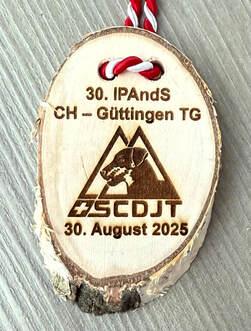 30. IPAndS
CH – Güttingen TG
SCDJT
30. August 2025